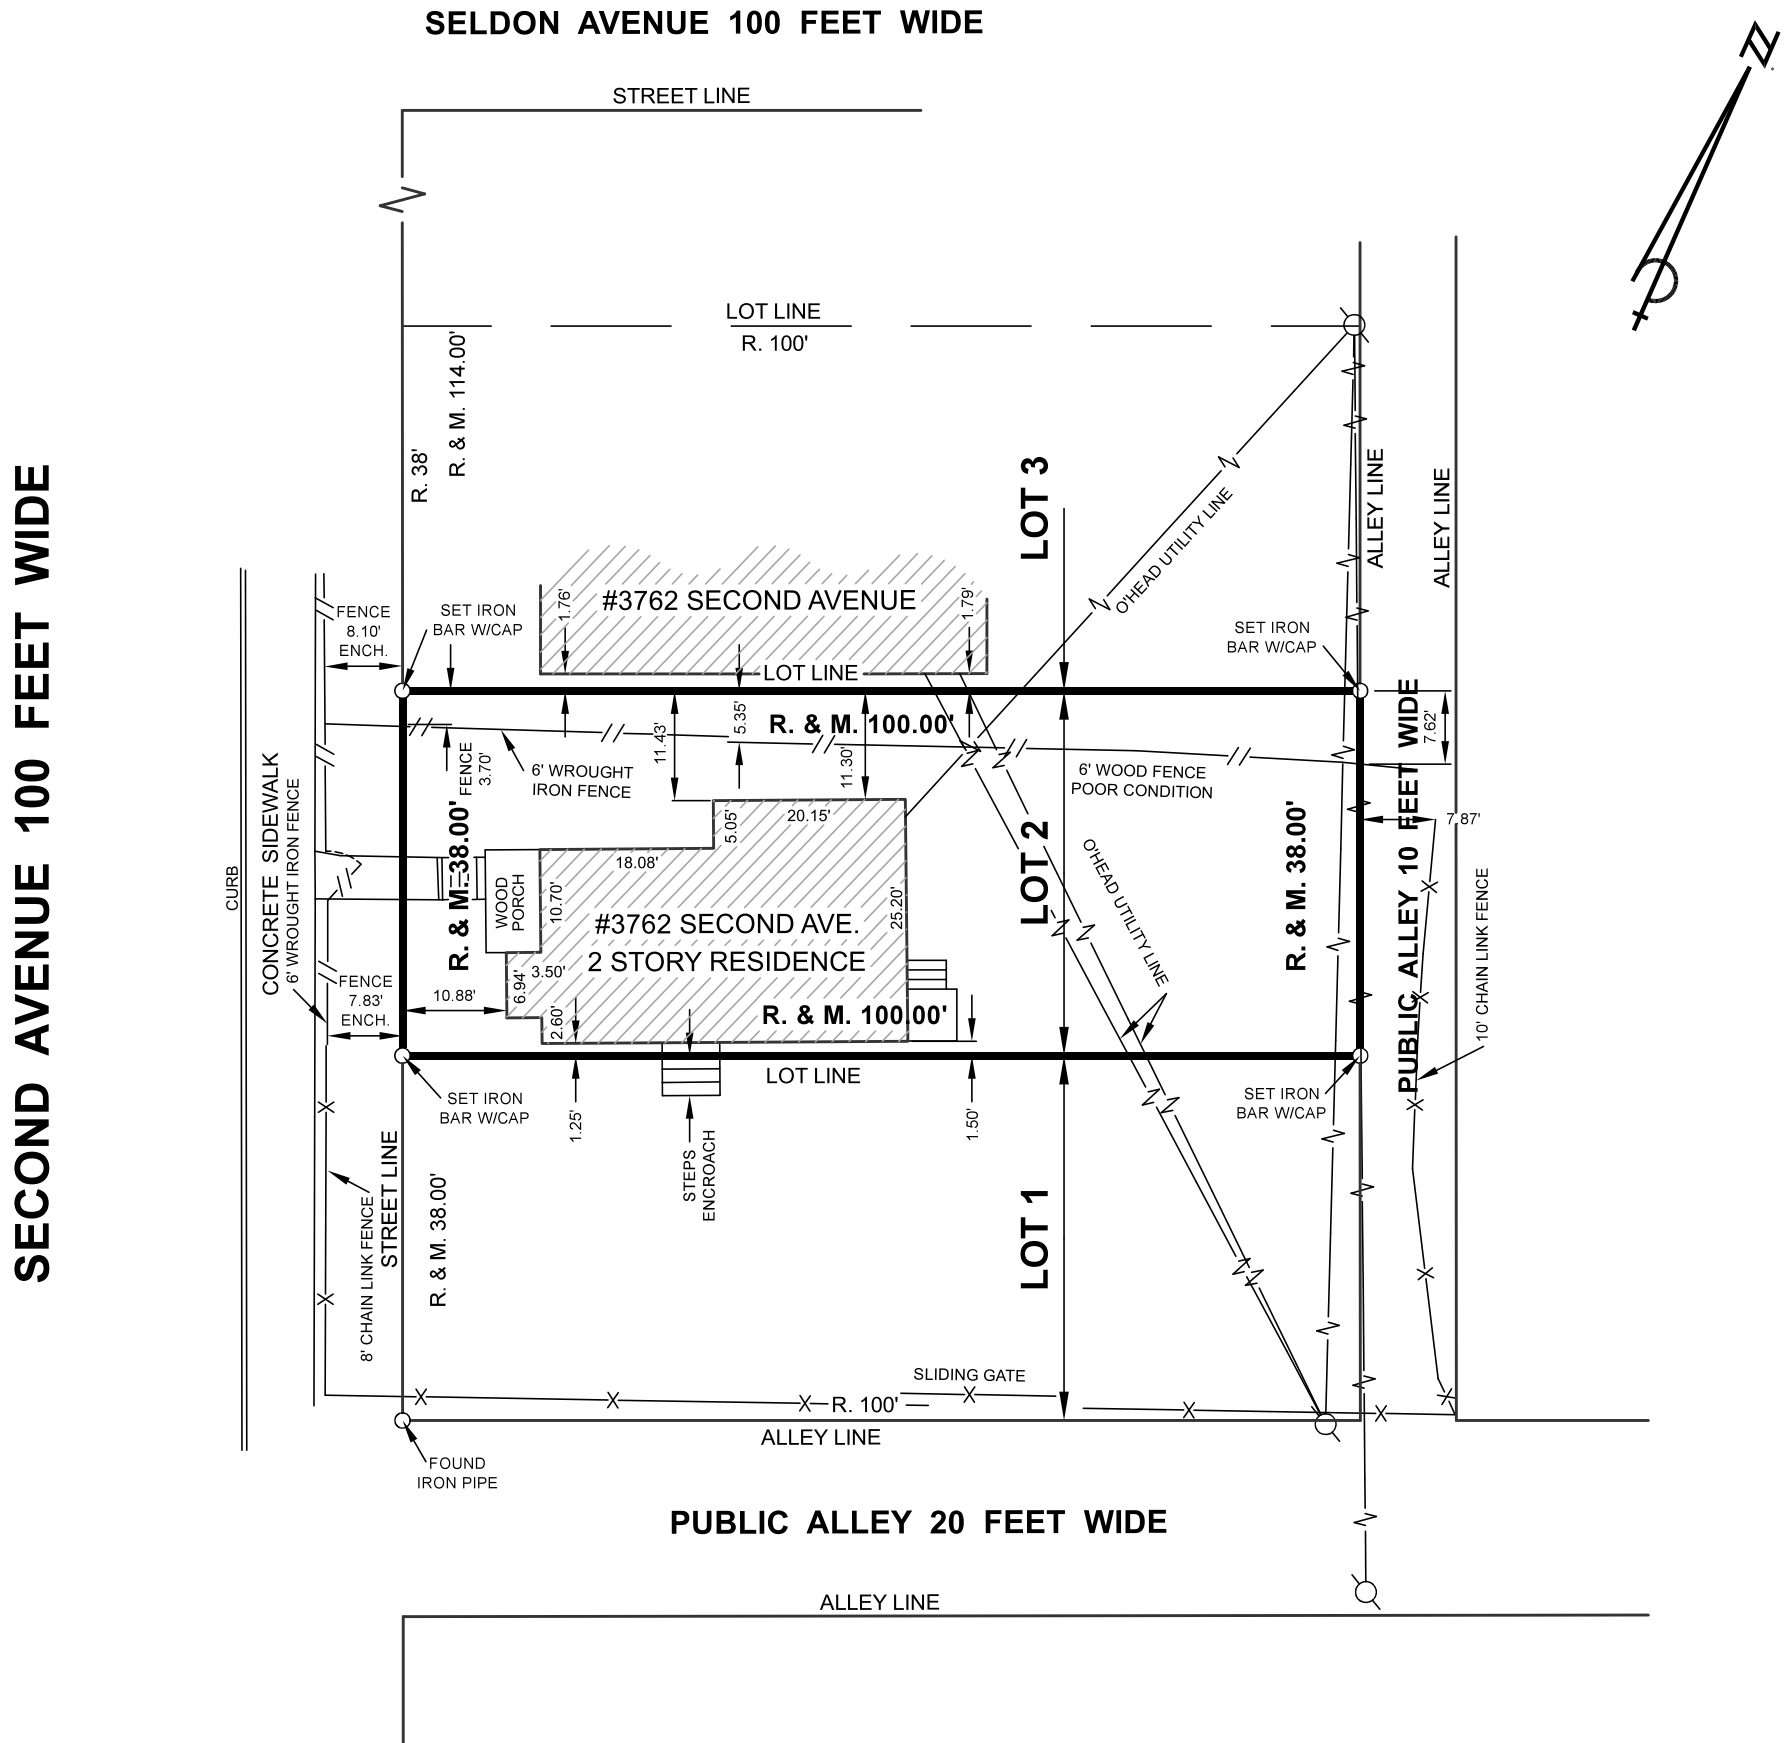 SELDON AVENUE 100 FEET WIDE
N
STREET LINE
LOT LINE
R. 100'
R. & M. 114.00'
R. 38'
SECOND AVENUE 100 FEET WIDE
LOT 3
O'HEAD UTILITY LINE
ALLEY LINE
ALLEY LINE
FENCE
8.10'
ENCH.
SET IRON
BAR W/CAP
1.76'
#3762 SECOND AVENUE
1.79'
LOT LINE
SET IRON
BAR W/CAP
PUBLIC ALLEY 10 FEET WIDE
7.62'
11.43'
5.35'
R. & M. 100.00'
11.30'
FENCE
3.70'
6' WROUGHT
IRON FENCE
6' WOOD FENCE
POOR CONDITION
CURB
CONCRETE SIDEWALK
6' WROUGHT IRON FENCE
R. & M. 38.00'
20.15'
5.05'
18.08'
WOOD
PORCH
10.70'
25.20'
#3762 SECOND AVE.
2 STORY RESIDENCE
LOT 2
O'HEAD UTILITY LINE
R. & M. 38.00'
7.87'
10' CHAIN LINK FENCE
FENCE
7.83'
ENCH.
10.88'
6.94'
3.50'
2.60'
R. & M. 100.00'
LOT LINE
SET IRON
BAR W/CAP
1.25'
STEPS
ENCROACH
1.50'
SET IRON
BAR W/CAP
8' CHAIN LINK FENCE
STREET LINE
R. & M. 38.00'
LOT 1
SLIDING GATE
R. 100'
ALLEY LINE
FOUND
IRON PIPE
PUBLIC ALLEY 20 FEET WIDE
ALLEY LINE